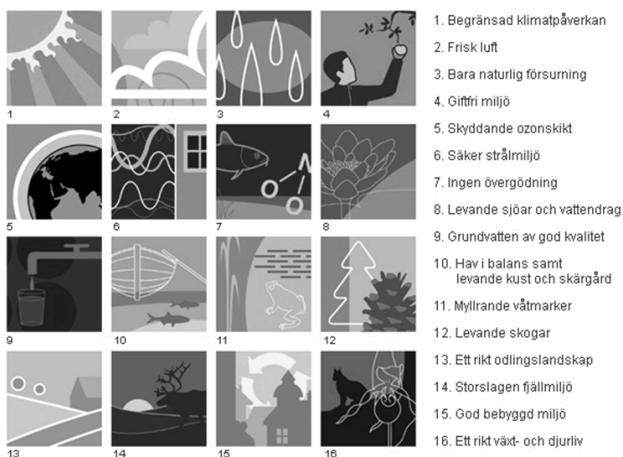 1
2
3
4
5
6
7
8
9
10
11
12
13
14
15
16
O
O
N
1. Begränsad klimatpåverkan
2. Frisk luft
3. Bara naturlig försurning
4. Giftfri miljö
5. Skyddande ozonskikt
6. Säker strålmiljö
7. Ingen övergödning
8. Levande sjöar och vattendrag
9. Grundvatten av god kvalitet
10. Hav i balans samt
levande kust och skärgård
11. Myllrande våtmarker
12. Levande skogar
13. Ett rikt odlingslandskap
14. Storslagen fjällmiljö
15. God bebyggd miljö
16. Ett rikt växt- och djurliv